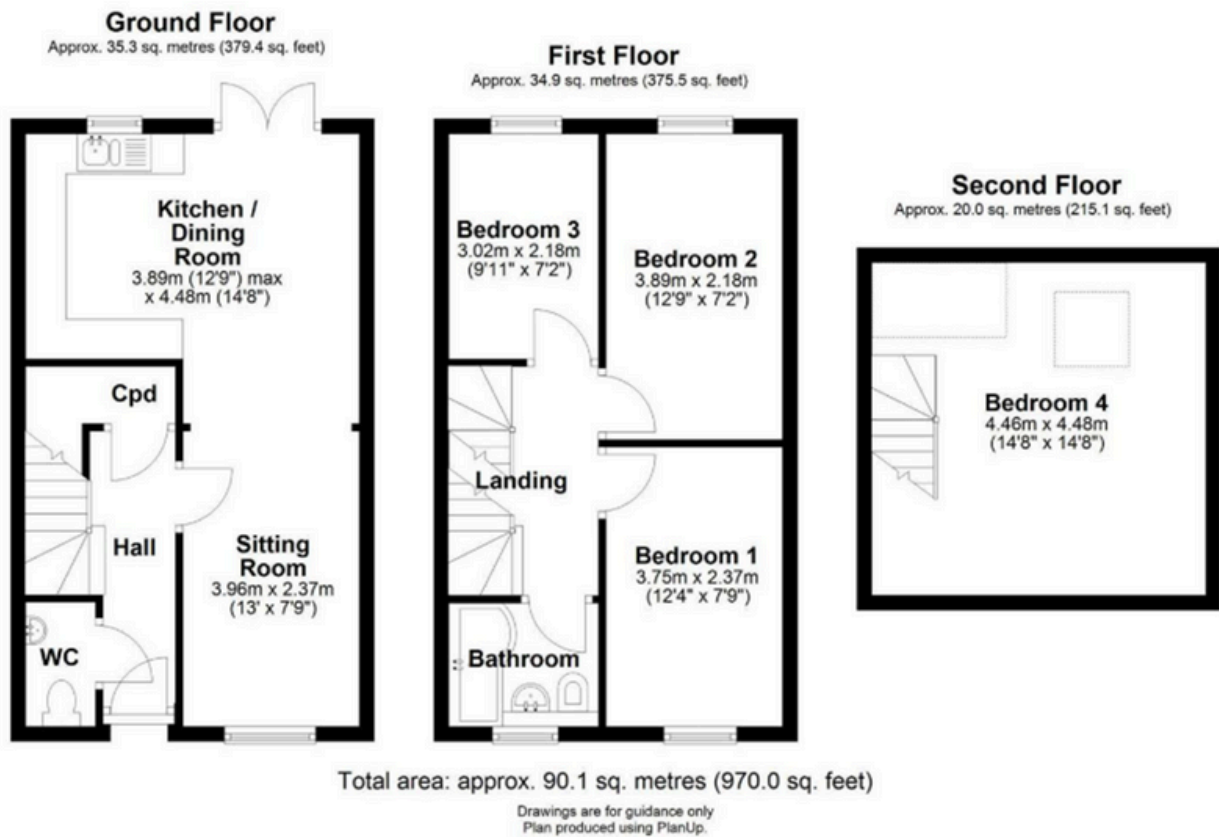 Ground Floor
Approx. 35.3 sq. metres (379.4 sq. feet)
Kitchen /
Dining
Room
3.89m (12'9") max
x 4.48m (14'8")
Cpd
Hall
Sitting
Room
3.96m x 2.37m
(13' x 7'9")
WC
First Floor
Approx. 34.9 sq. metres (375.5 sq. feet)
Bedroom 3
3.02m x 2.18m
(9'11" x 7'2")
Bedroom 2
3.89m x 2.18m
(12'9" x 7'2")
Landing
Bedroom 1
3.75m x 2.37m
(12'4" x 7'9")
Bathroom
Second Floor
Approx. 20.0 sq. metres (215.1 sq. feet)
Bedroom 4
4.46m x 4.48m
(14'8" x 14'8")
Total area: approx. 90.1 sq. metres (970.0 sq. feet)
Drawings are for guidance only
Plan produced using PlanUp.